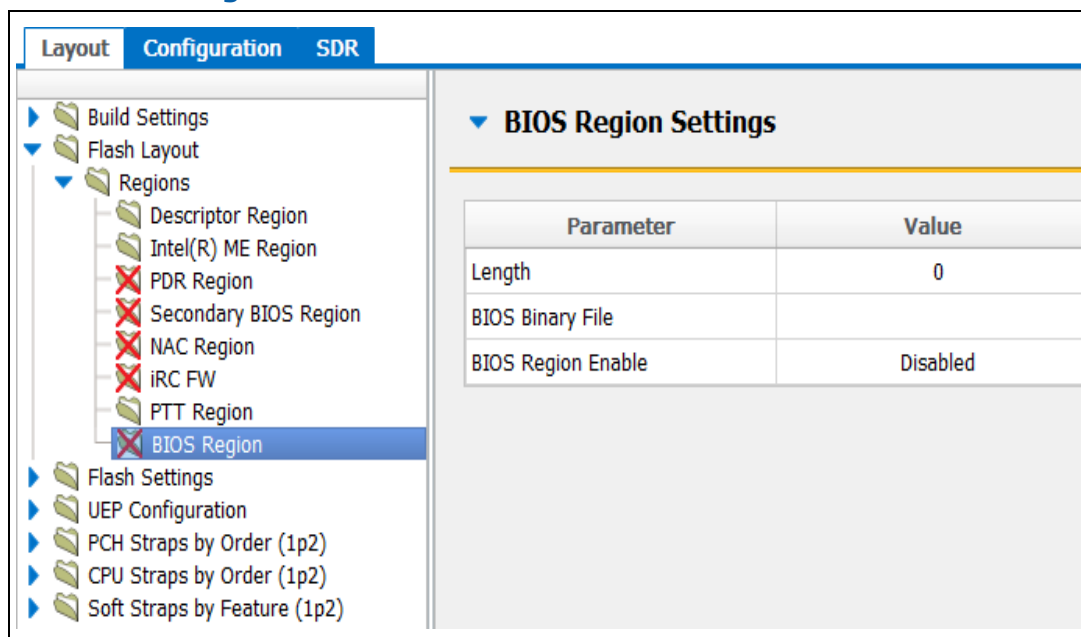 Layout Configuration SDR
Build Settings
Flash Layout
Regions
Descriptor Region
Intel(R) ME Region
PDR Region
Secondary BIOS Region
NAC Region
iRC FW
PTT Region
BIOS Region
Flash Settings
UEP Configuration
PCH Straps by Order (1p2)
CPU Straps by Order (1p2)
Soft Straps by Feature (1p2)
BIOS Region Settings
Parameter Value
Length 0
BIOS Binary File
BIOS Region Enable Disabled